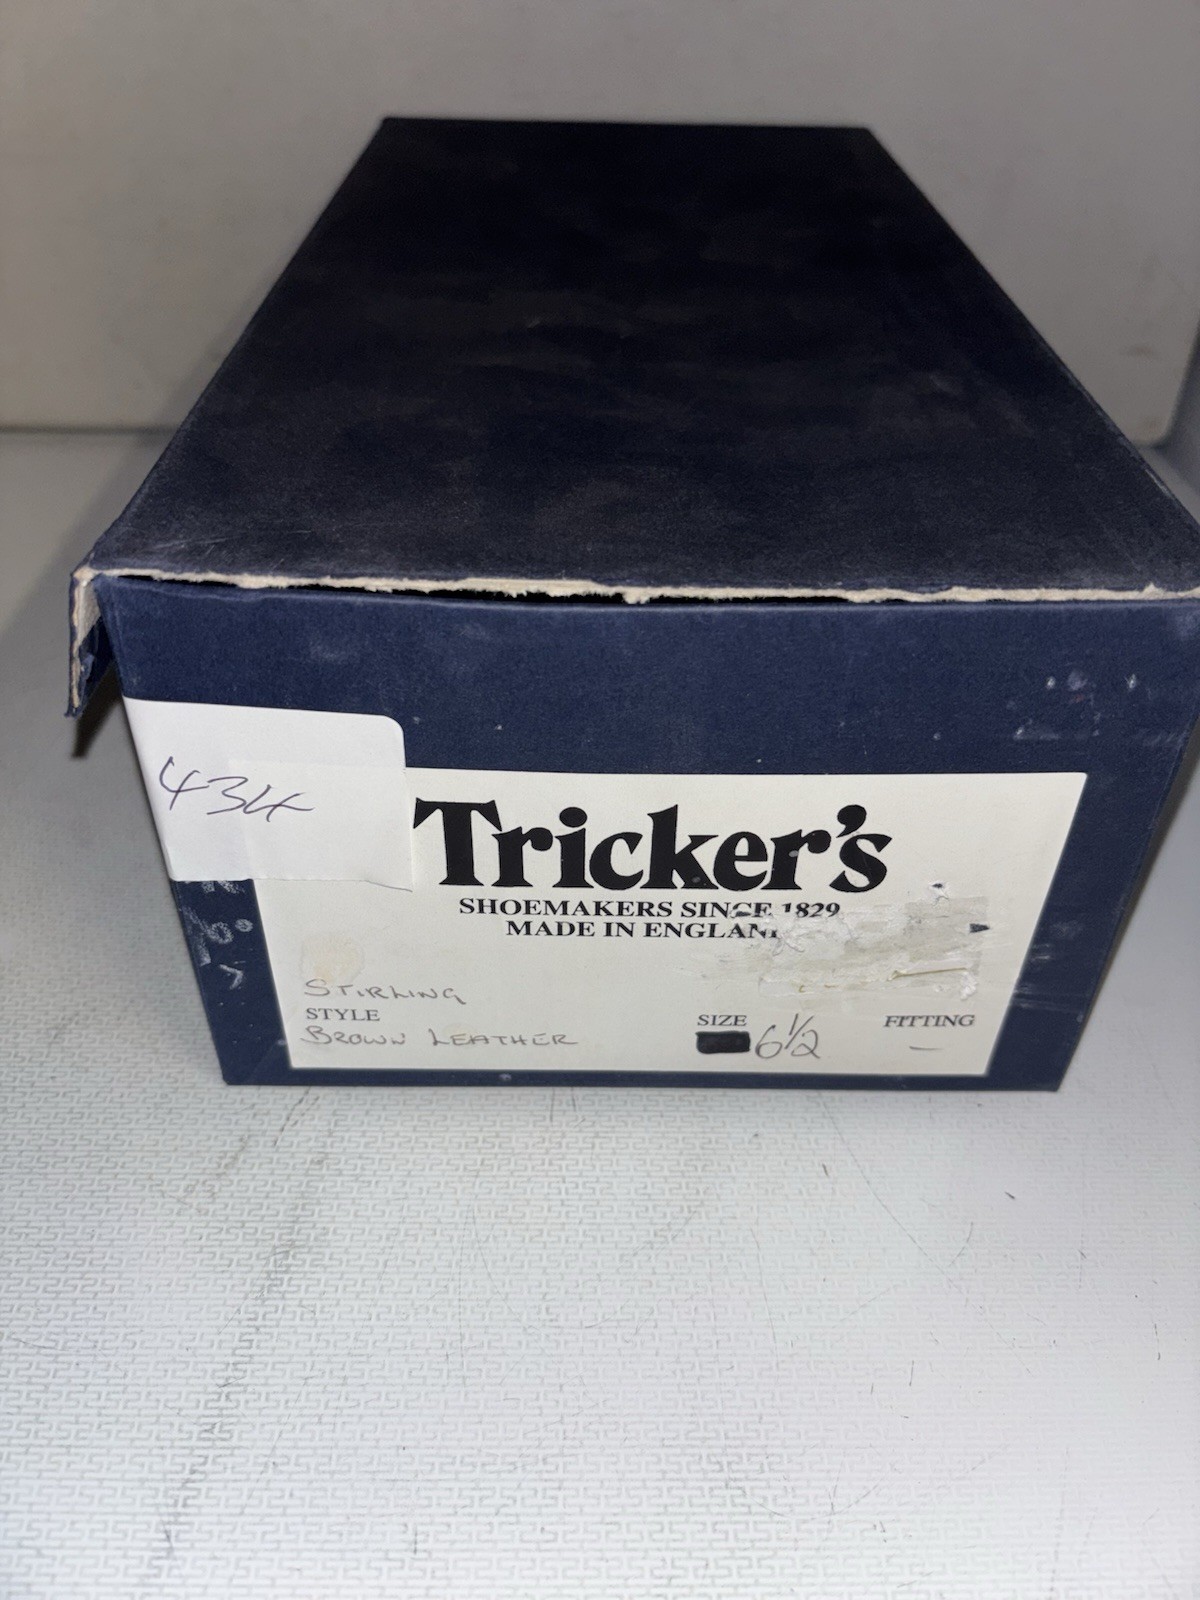 434
Tricker's
SHOEMAKERS SINCE 1829
MADE IN ENGLAND
STIRLING
STYLE
BROWN LEATHER
SIZE
6½
FITTING
–